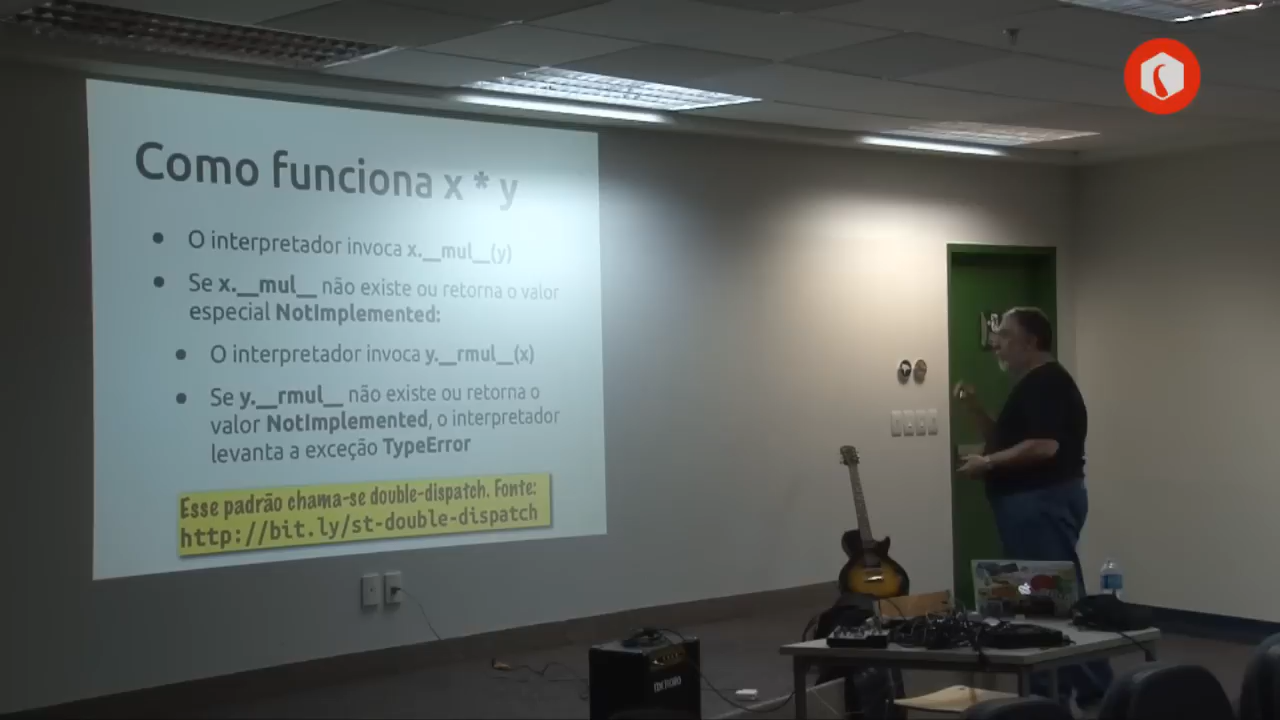 Como funciona x * y
• O interpretador invoca x.__mul__(y)
• Se x.__mul__ não existe ou retorna o valor
especial NotImplemented:
• O interpretador invoca y.__rmul__(x)
• Se y.__rmul__ não existe ou retorna o
valor NotImplemented, o interpretador
levanta a exceção TypeError
Esse padrão chama-se double-dispatch. Fonte:
http://bit.ly/st-double-dispatch